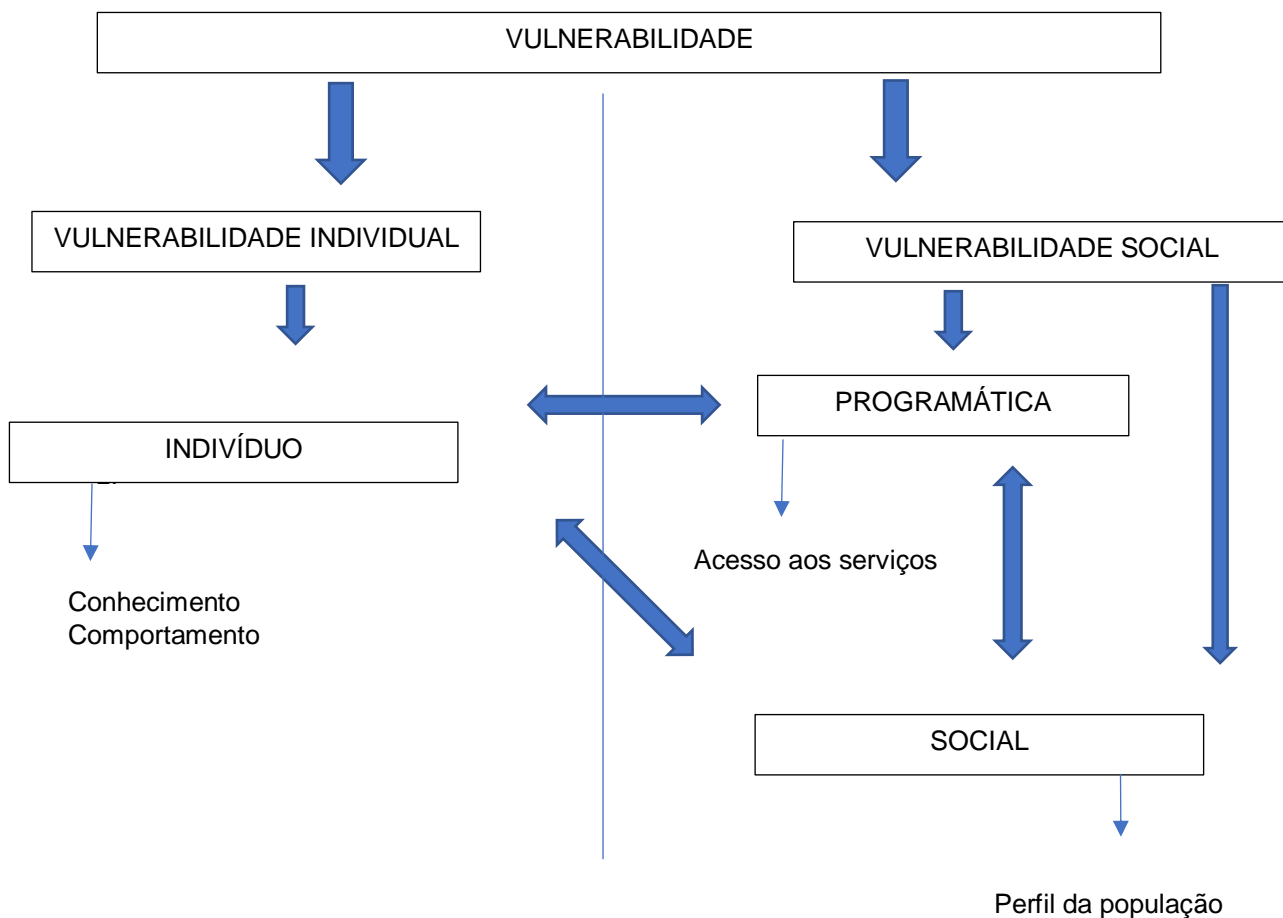 VULNERABILIDADE
VULNERABILIDADE INDIVIDUAL
VULNERABILIDADE SOCIAL
PROGRAMÁTICA
INDIVÍDUO
Acesso aos serviços
Conhecimento
Comportamento
SOCIAL
Perfil da população